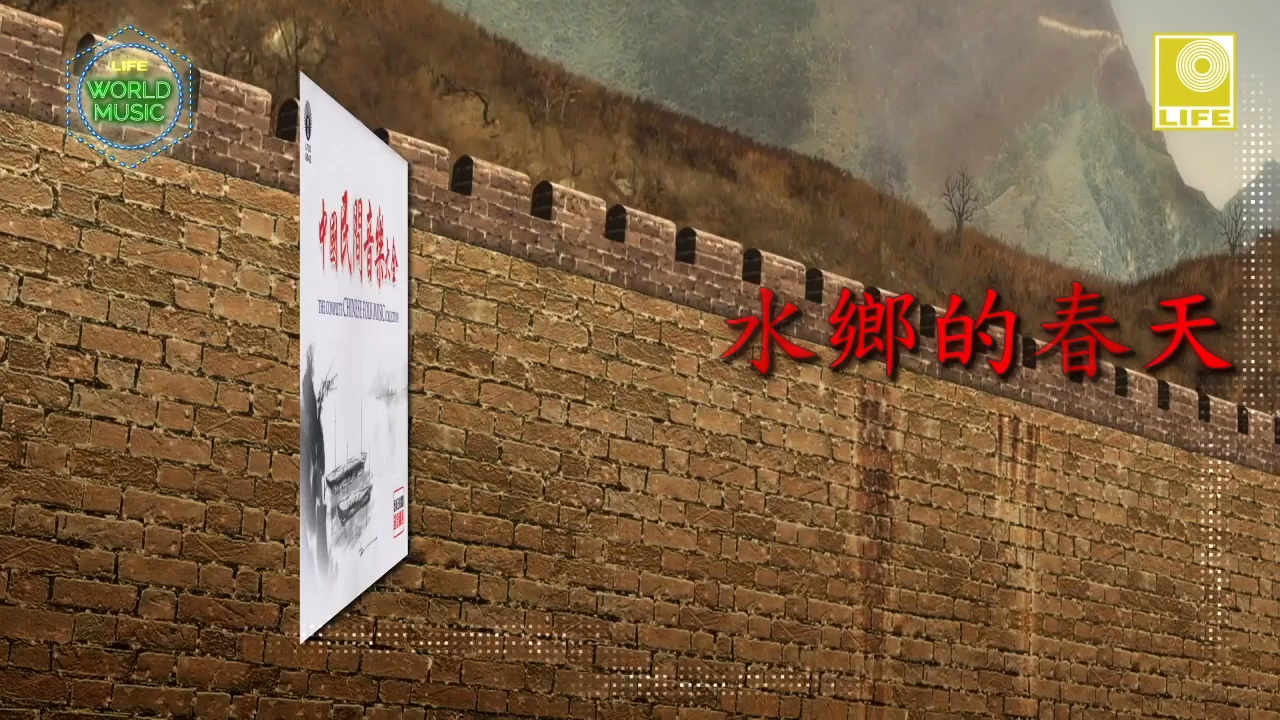 LIFE
WORLD
MUSIC
LIFE
中國民間音樂大全
THE COMPLETE CHINESE FOLK MUSIC COLLECTION
水鄉的春天